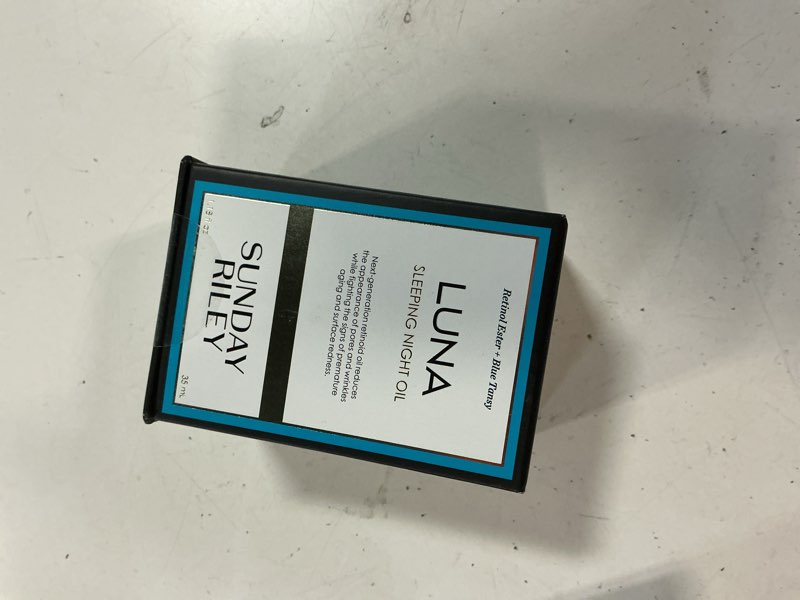 Retinol Ester + Blue Tansy
LUNA
SLEEPING NIGHT OIL
Next-generation retinoid oil reduces
the appearance of pores and wrinkles
while fighting the signs of premature
aging and surface redness.
SUNDAY
RILEY
35 mL